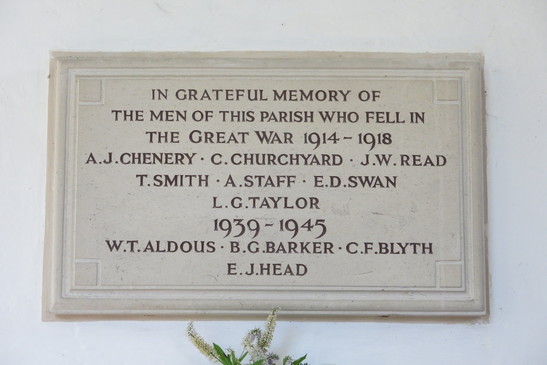 IN GRATEFUL MEMORY OF
THE MEN OF THIS PARISH WHO FELL IN
THE GREAT WAR 1914-1918
A.J.CHENERY · C.CHURCHYARD · J.W.READ
T.SMITH · A.STAFF · E.D.SWAN
L.G.TAYLOR
1939-1945
W.T.ALDOUS · B.G.BARKER · C.F.BLYTH
E.J.HEAD